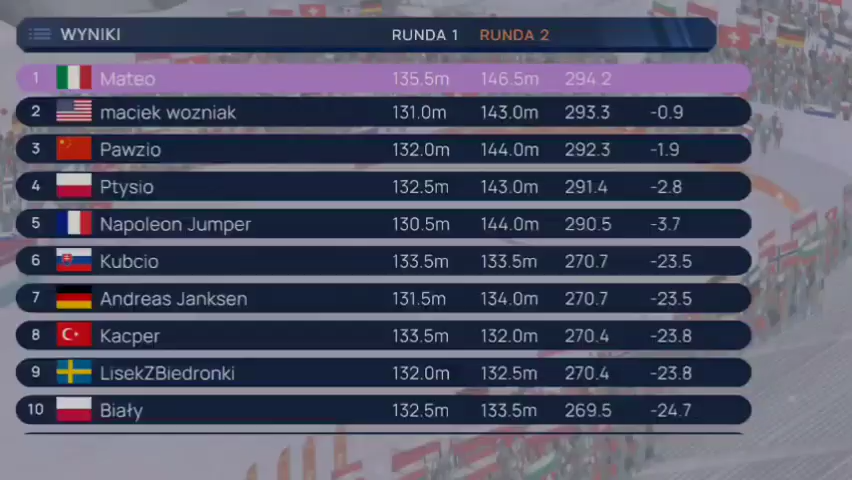 WYNIKI RUNDA 1 RUNDA 2
1 Mateo 135.5m 146.5m 294.2
2 maciek wozniak 131.0m 143.0m 293.3 -0.9
3 Pawzio 132.0m 144.0m 292.3 -1.9
4 Ptysio 132.5m 143.0m 291.4 -2.8
5 Napoleon Jumper 130.5m 144.0m 290.5 -3.7
6 Kubcio 133.5m 133.5m 270.7 -23.5
7 Andreas Janksen 131.5m 134.0m 270.7 -23.5
8 Kacper 133.5m 132.0m 270.4 -23.8
9 LisekZBiedronki 132.0m 132.5m 270.4 -23.8
10 Biały 132.5m 133.5m 269.5 -24.7